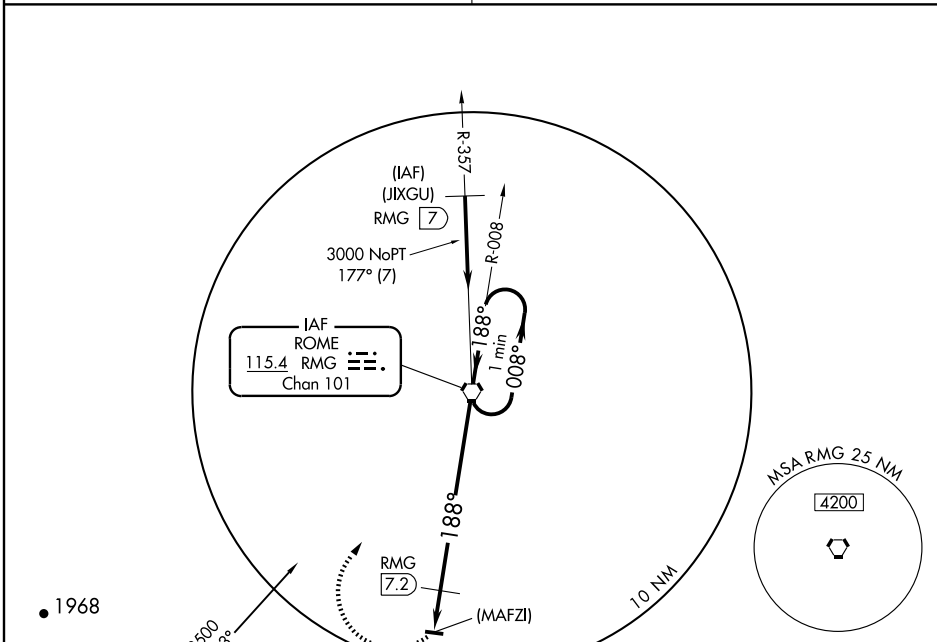 R-357
(IAF)
(JIXGU)
RMG 7
R-008
3000 NoPT
177° (7)
188°
1 min
008°
IAF
ROME
115.4 RMG
Chan 101
188°
MSA RMG 25 NM
4200
RMG
7.2
10 NM
(MAFZI)
1968